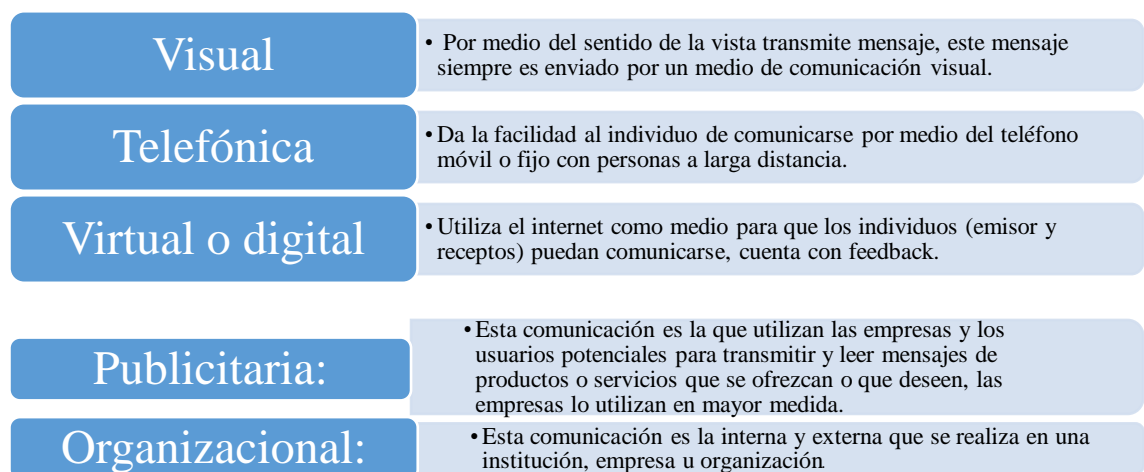 Visual
• Por medio del sentido de la vista transmite mensaje, este mensaje
siempre es enviado por un medio de comunicación visual.
Telefónica
• Da la facilidad al individuo de comunicarse por medio del teléfono
móvil o fijo con personas a larga distancia.
Virtual o digital
• Utiliza el internet como medio para que los individuos (emisor y
receptos) puedan comunicarse, cuenta con feedback.
Publicitaria:
• Esta comunicación es la que utilizan las empresas y los
usuarios potenciales para transmitir y leer mensajes de
productos o servicios que se ofrezcan o que deseen, las
empresas lo utilizan en mayor medida.
Organizacional:
• Esta comunicación es la interna y externa que se realiza en una
institución, empresa u organización.